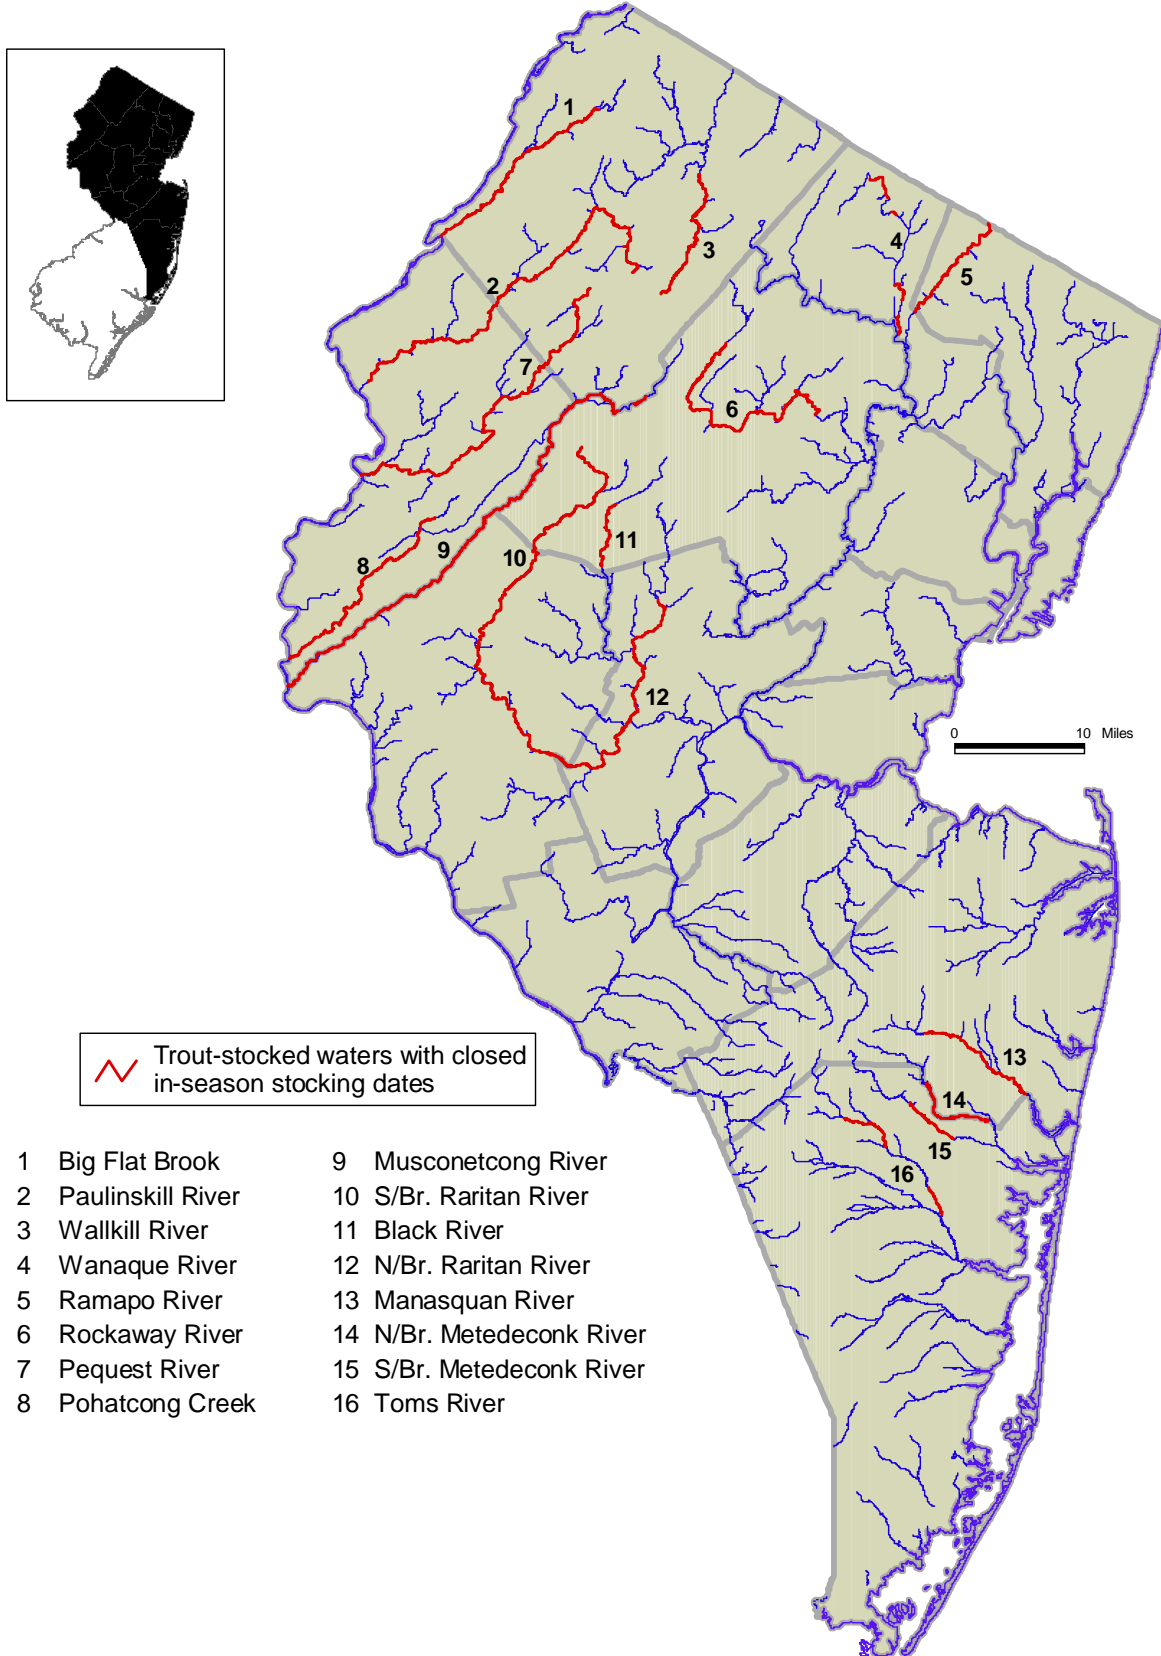 1
2
3
4
5
6
7
8
9
10
11
12
0 10 Miles
13
14
15
16
Trout-stocked waters with closed
in-season stocking dates
1 Big Flat Brook
2 Paulinskill River
3 Wallkill River
4 Wanaque River
5 Ramapo River
6 Rockaway River
7 Pequest River
8 Pohatcong Creek
9 Musconetcong River
10 S/Br. Raritan River
11 Black River
12 N/Br. Raritan River
13 Manasquan River
14 N/Br. Metedeconk River
15 S/Br. Metedeconk River
16 Toms River